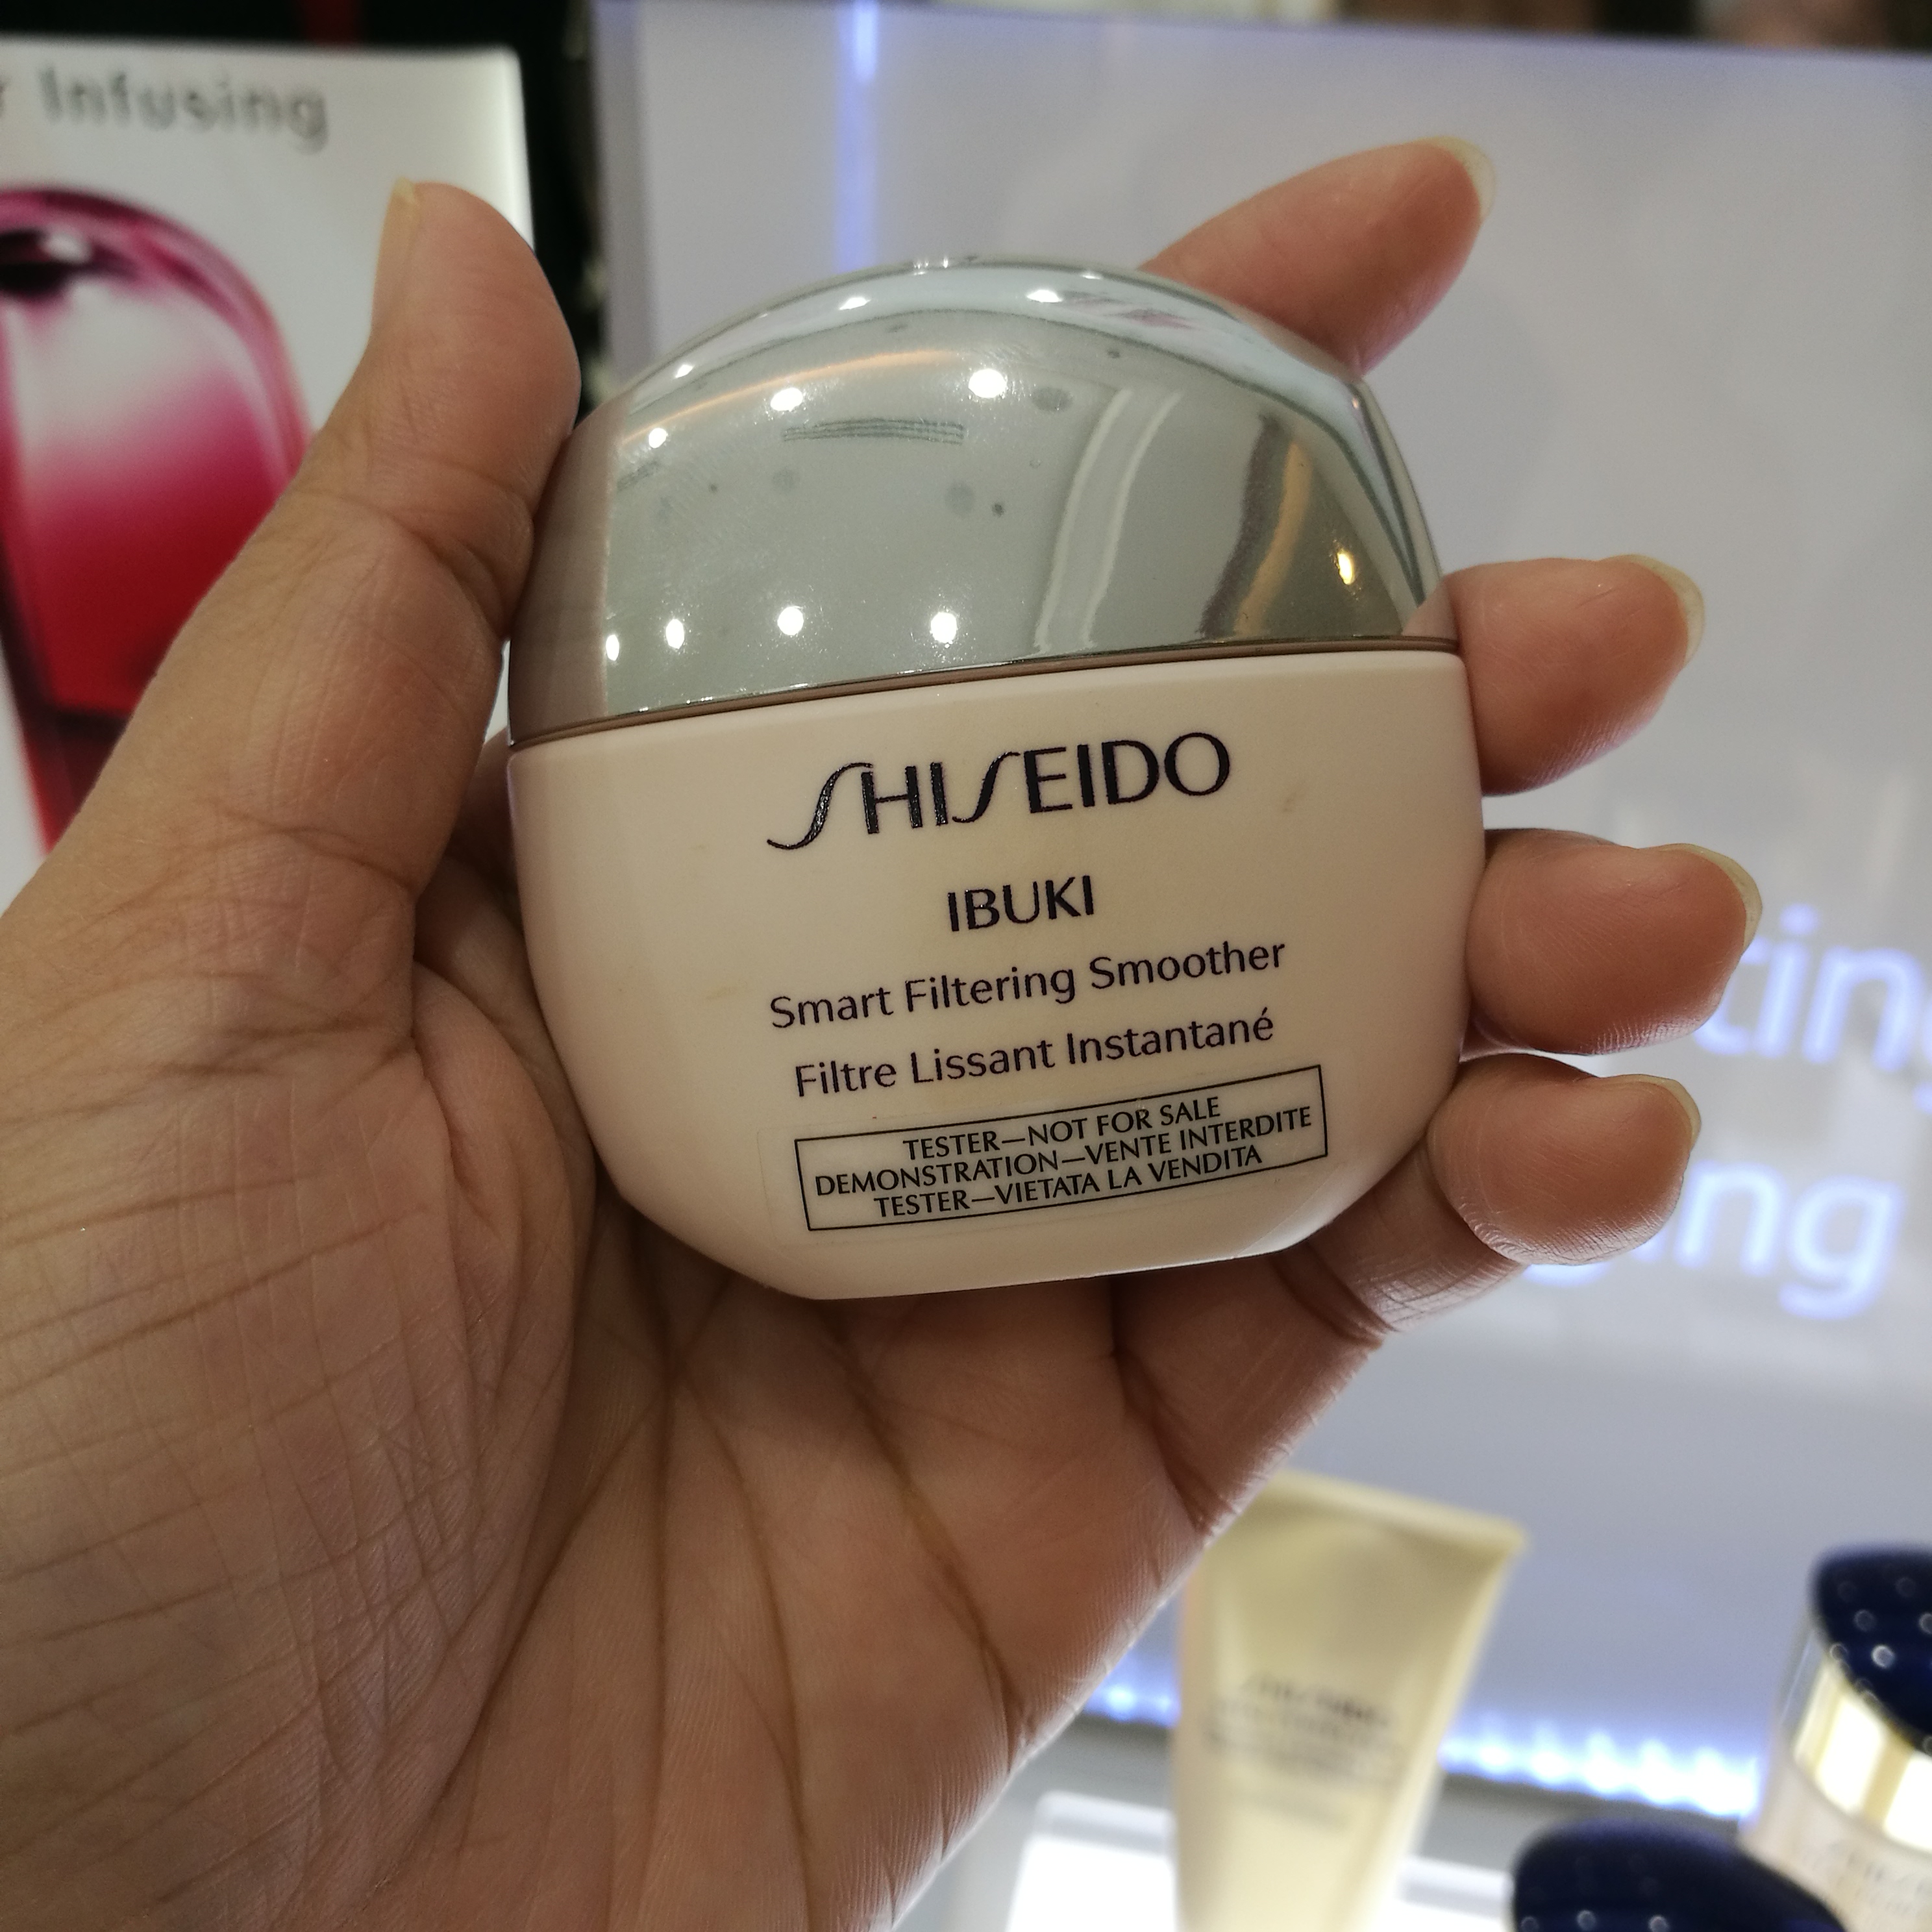 Infusing
SHISEIDO
IBUKI
Smart Filtering Smoother
Filtre Lissant Instantané
TESTER—NOT FOR SALE
DEMONSTRATION—VENTE INTERDITE
TESTER—VIETATA LA VENDITA
SHISEIDO